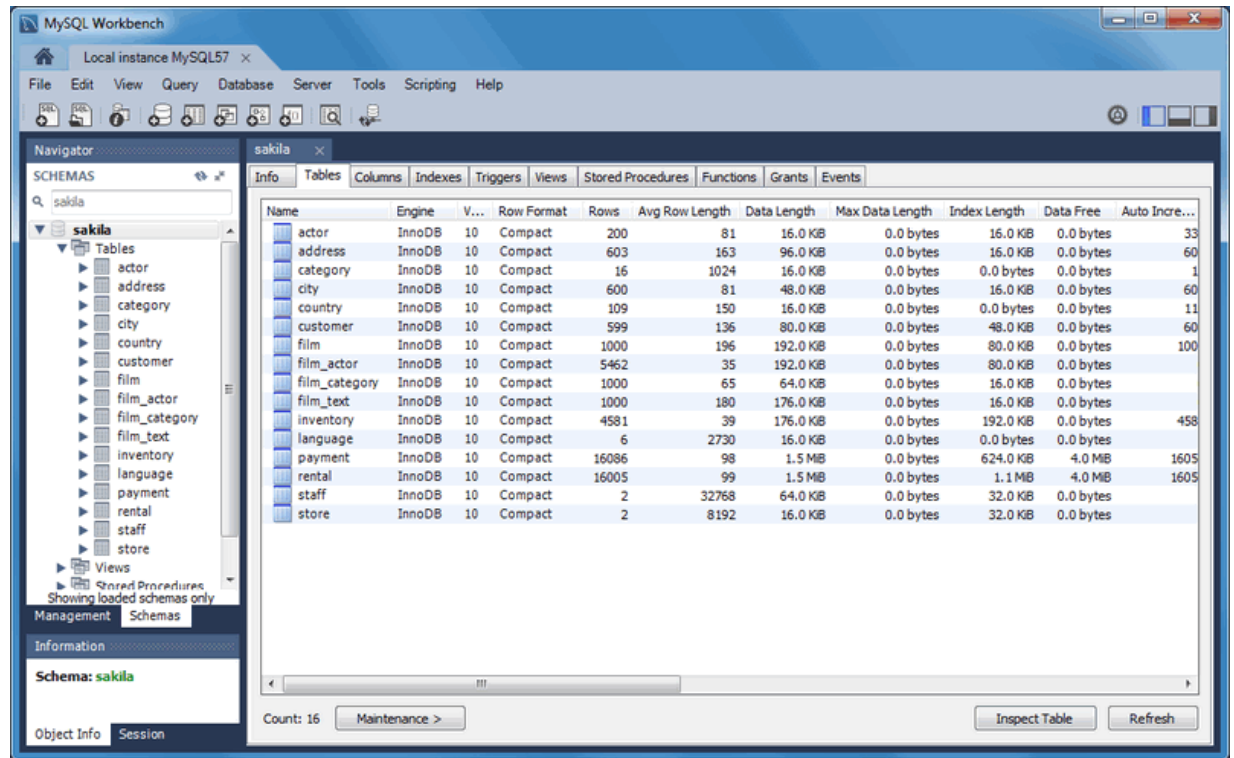 MySQL Workbench
Local instance MySQL57
File Edit View Query Database Server Tools Scripting Help
Navigator
SCHEMAS
sakila
sakila
Tables
actor
address
category
city
country
customer
film
film_actor
film_category
film_text
inventory
language
payment
rental
staff
store
Views
Stored Procedures
Showing loaded schemas only
Management Schemas
Information
Schema: sakila
Object Info Session
sakila
Info Tables Columns Indexes Triggers Views Stored Procedures Functions Grants Events
Name Engine V... Row Format Rows Avg Row Length Data Length Max Data Length Index Length Data Free Auto Incre...
actor InnoDB 10 Compact 200 81 16.0 KiB 0.0 bytes 16.0 KiB 0.0 bytes 33
address InnoDB 10 Compact 603 163 96.0 KiB 0.0 bytes 16.0 KiB 0.0 bytes 60
category InnoDB 10 Compact 16 1024 16.0 KiB 0.0 bytes 0.0 bytes 0.0 bytes 1
city InnoDB 10 Compact 600 81 48.0 KiB 0.0 bytes 16.0 KiB 0.0 bytes 60
country InnoDB 10 Compact 109 150 16.0 KiB 0.0 bytes 0.0 bytes 0.0 bytes 11
customer InnoDB 10 Compact 599 136 80.0 KiB 0.0 bytes 48.0 KiB 0.0 bytes 60
film InnoDB 10 Compact 1000 196 192.0 KiB 0.0 bytes 80.0 KiB 0.0 bytes 100
film_actor InnoDB 10 Compact 5462 35 192.0 KiB 0.0 bytes 80.0 KiB 0.0 bytes
film_category InnoDB 10 Compact 1000 65 64.0 KiB 0.0 bytes 16.0 KiB 0.0 bytes
film_text InnoDB 10 Compact 1000 180 176.0 KiB 0.0 bytes 16.0 KiB 0.0 bytes
inventory InnoDB 10 Compact 4581 39 176.0 KiB 0.0 bytes 192.0 KiB 0.0 bytes 458
language InnoDB 10 Compact 6 2730 16.0 KiB 0.0 bytes 0.0 bytes 0.0 bytes
payment InnoDB 10 Compact 16086 98 1.5 MiB 0.0 bytes 624.0 KiB 4.0 MiB 1605
rental InnoDB 10 Compact 16005 99 1.5 MiB 0.0 bytes 1.1 MiB 4.0 MiB 1605
staff InnoDB 10 Compact 2 32768 64.0 KiB 0.0 bytes 32.0 KiB 0.0 bytes
store InnoDB 10 Compact 2 8192 16.0 KiB 0.0 bytes 32.0 KiB 0.0 bytes
Count: 16 Maintenance > Inspect Table Refresh